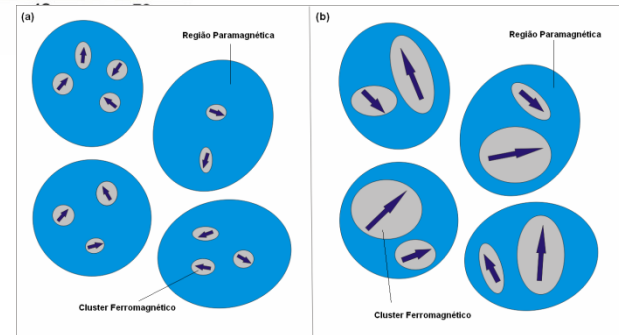 (a)
Região Paramagnética
Cluster Ferromagnético
(b)
Região Paramagnética
Cluster Ferromagnético